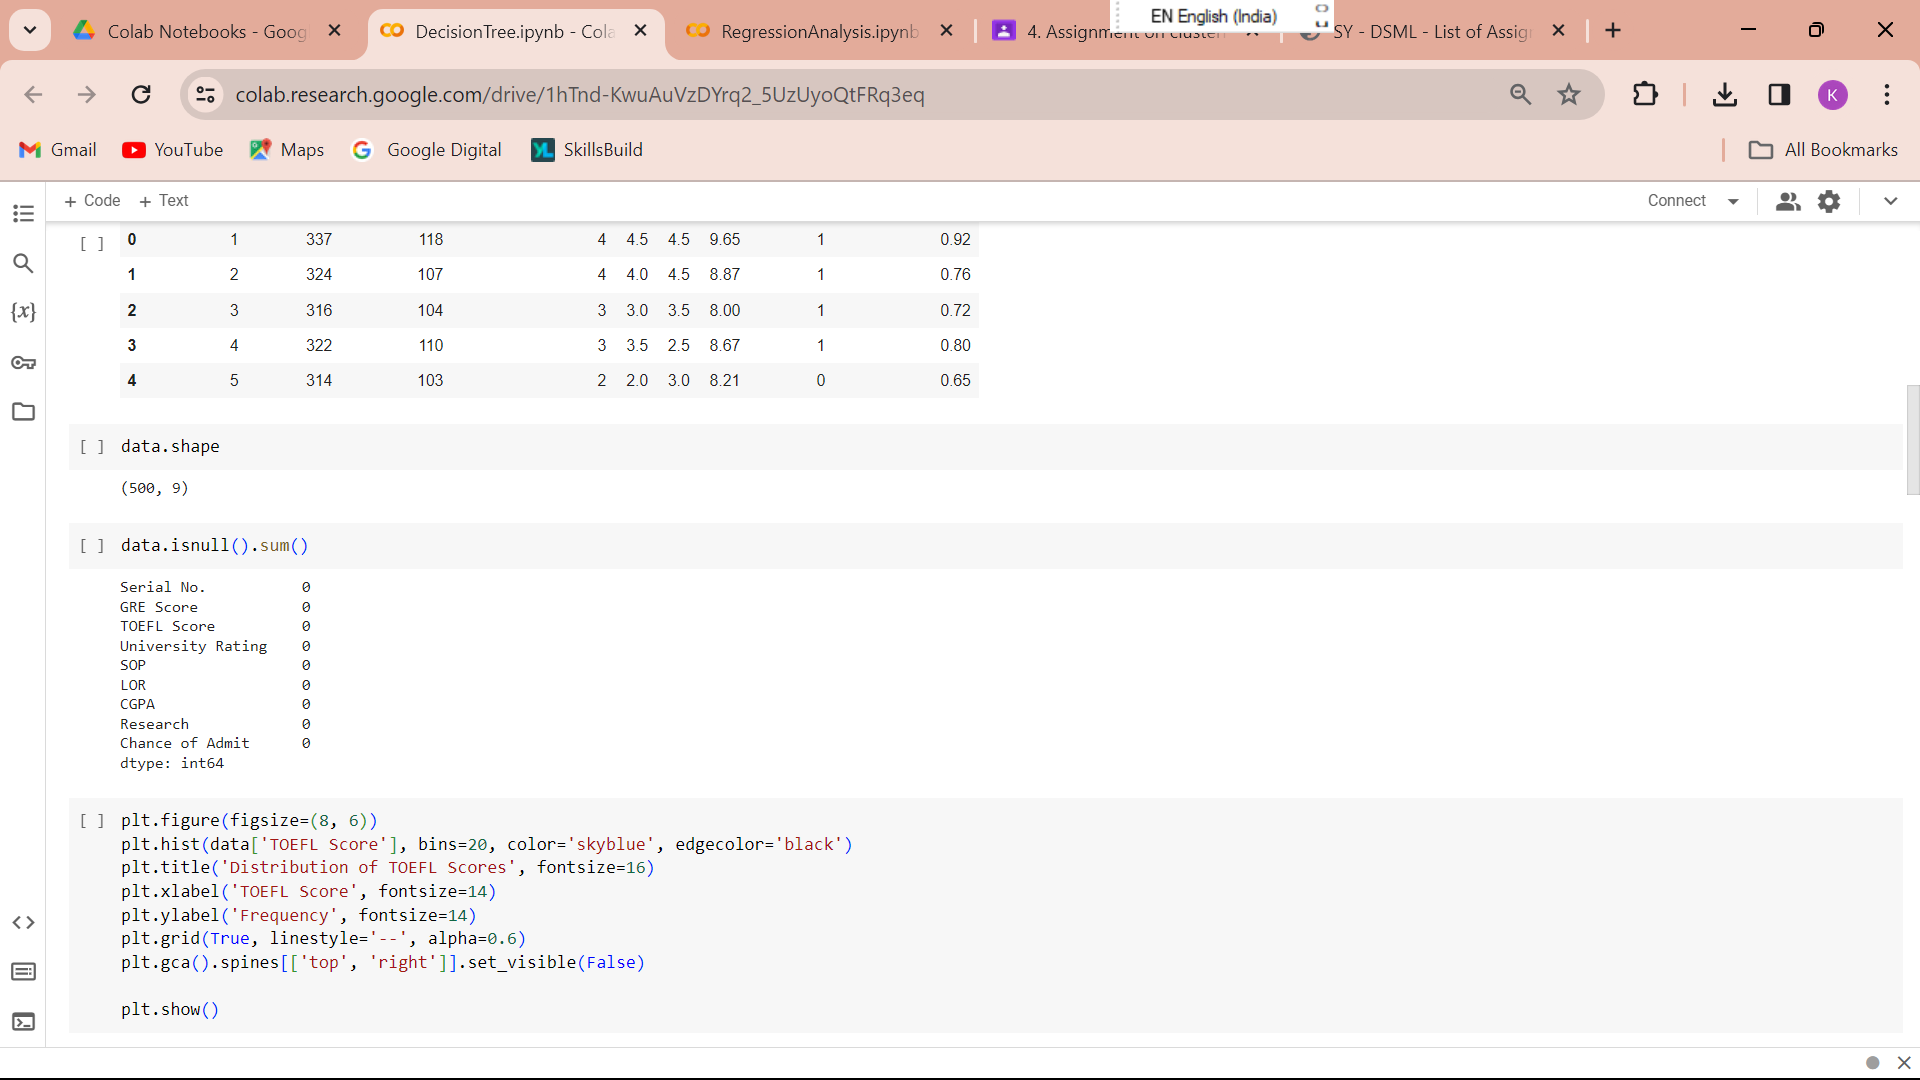 EN English (India)
Colab Notebooks - Goog
DecisionTree.ipynb - Cola
RegressionAnalysis.ipynb
4. Assignment on Cluster
SY - DSML - List of Assig
colab.research.google.com/drive/1hTnd-KwuAuVzDYrq2_5UzUyoQtFRq3eq
K
Gmail
YouTube
Maps
Google Digital
SkillsBuild
All Bookmarks
+ Code + Text
Connect
[ ] 0 1 337 118 4 4.5 4.5 9.65 1 0.92
1 2 324 107 4 4.0 4.5 8.87 1 0.76
2 3 316 104 3 3.0 3.5 8.00 1 0.72
3 4 322 110 3 3.5 2.5 8.67 1 0.80
4 5 314 103 2 2.0 3.0 8.21 0 0.65
[ ] data.shape
(500, 9)
[ ] data.isnull().sum()
Serial No. 0
GRE Score 0
TOEFL Score 0
University Rating 0
SOP 0
LOR 0
CGPA 0
Research 0
Chance of Admit 0
dtype: int64
[ ] plt.figure(figsize=(8, 6))
plt.hist(data['TOEFL Score'], bins=20, color='skyblue', edgecolor='black')
plt.title('Distribution of TOEFL Scores', fontsize=16)
plt.xlabel('TOEFL Score', fontsize=14)
plt.ylabel('Frequency', fontsize=14)
plt.grid(True, linestyle='--', alpha=0.6)
plt.gca().spines[['top', 'right']].set_visible(False)
plt.show()